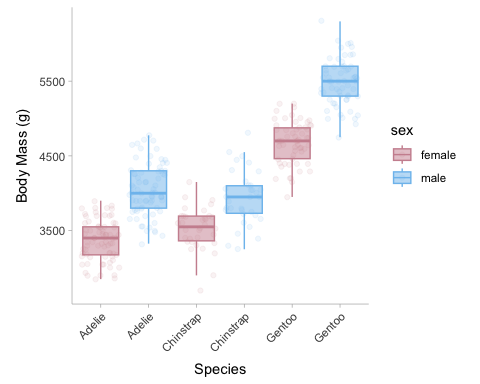 Body Mass (g)
5500
4500
3500
Adelie
Adelie
Chinstrap
Chinstrap
Gentoo
Gentoo
Species
sex
female
male